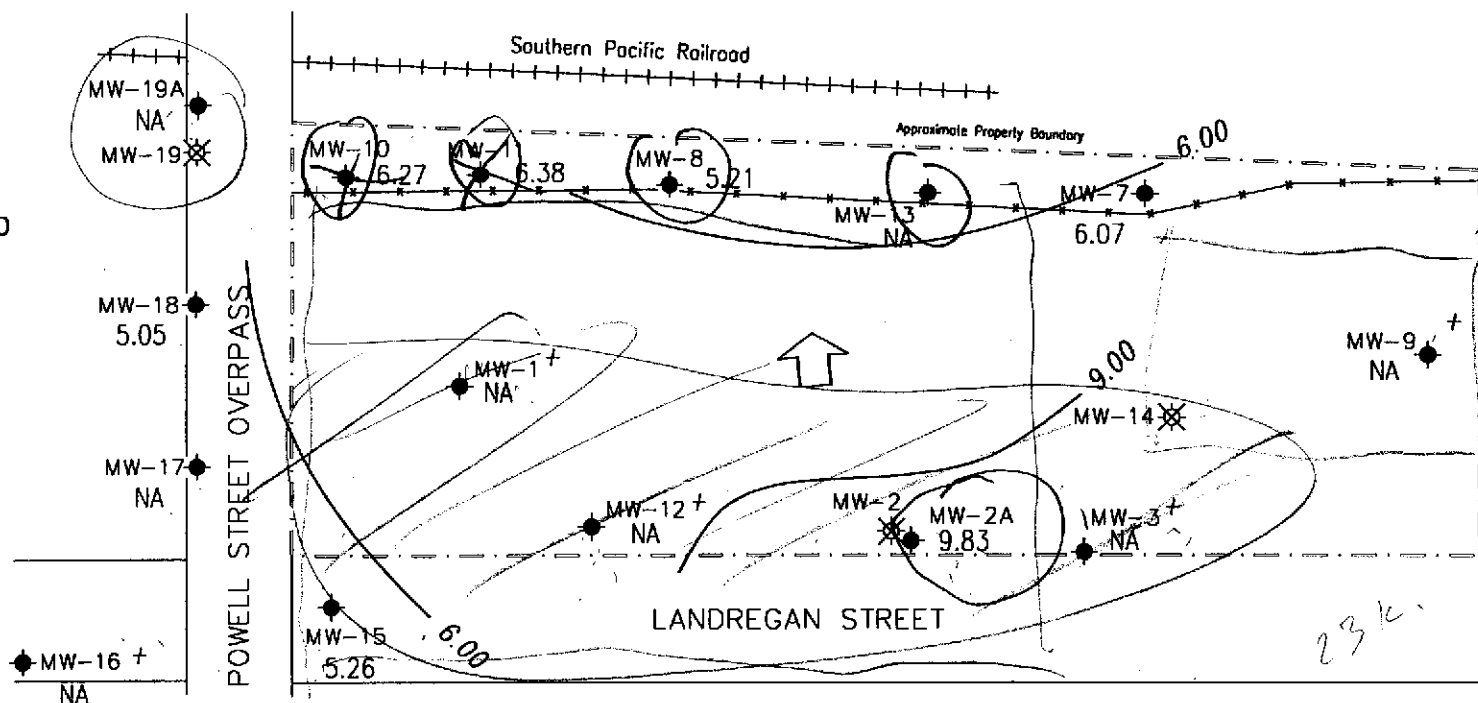 Southern Pacific Railroad
MW-19A
NA
MW-19
MW-10
6.27
6.38
MW-8
5.21
Approximate Property Boundary
6.00
MW-13
NA
MW-7
6.07
MW-18
5.05
POWELL STREET OVERPASS
MW-1 +
NA
9.00
MW-9 +
NA
MW-14
MW-17
NA
MW-12 +
NA
MW-2
MW-2A
9.83
MW-3 +
NA
LANDREGAN STREET
MW-15
5.26
6.00
MW-16 +
NA